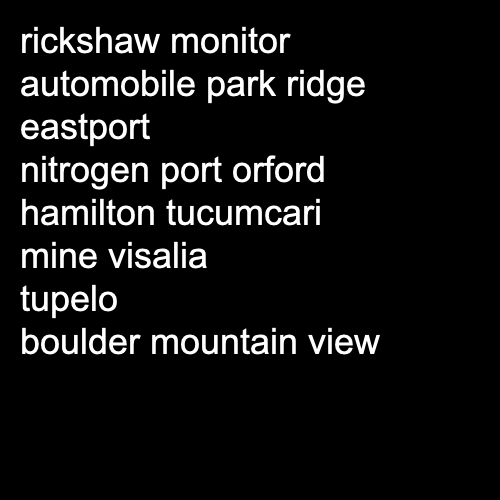 rickshaw monitor
automobile park ridge
eastport
nitrogen port orford
hamilton tucumcari
mine visalia
tupelo
boulder mountain view